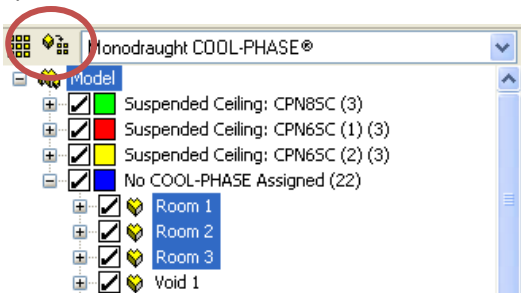 Monodraught COOL-PHASE®
Model
Suspended Ceiling: CPN8SC (3)
Suspended Ceiling: CPN6SC (1) (3)
Suspended Ceiling: CPN6SC (2) (3)
No COOL-PHASE Assigned (22)
Room 1
Room 2
Room 3
Void 1